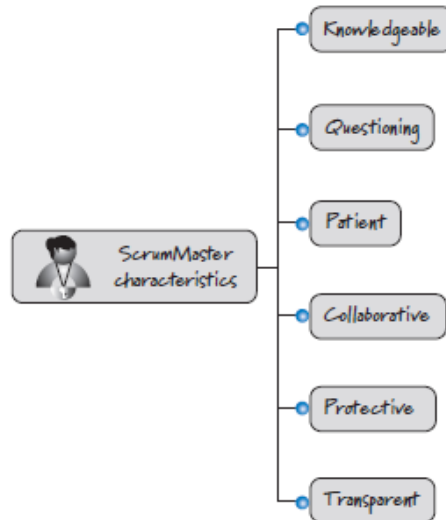 Knowledgeable
Questioning
Patient
ScrumMaster
characteristics
Collaborative
Protective
Transparent